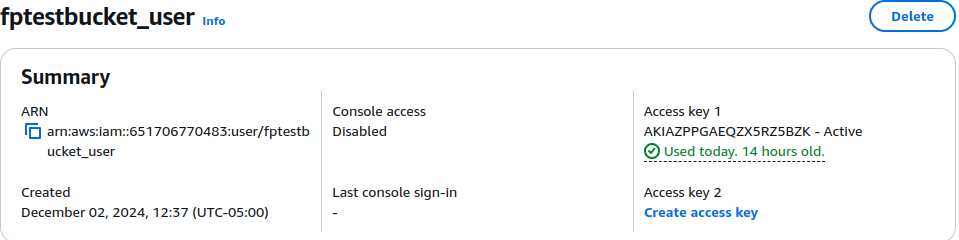 fptestbucket_user Info
Delete
Summary
ARN
arn:aws:iam::651706770483:user/fptestb
ucket_user
Created
December 02, 2024, 12:37 (UTC-05:00)
Console access
Disabled
Last console sign-in
-
Access key 1
AKIAZPPGAEQZX5RZ5BZK - Active
Used today. 14 hours old.
Access key 2
Create access key